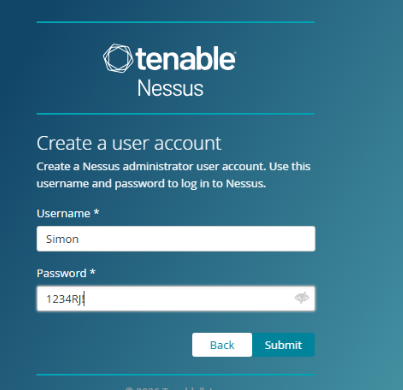 tenable
Nessus
Create a user account
Create a Nessus administrator user account. Use this
username and password to log in to Nessus.
Username *
Simon
Password *
1234RJ!
Back
Submit